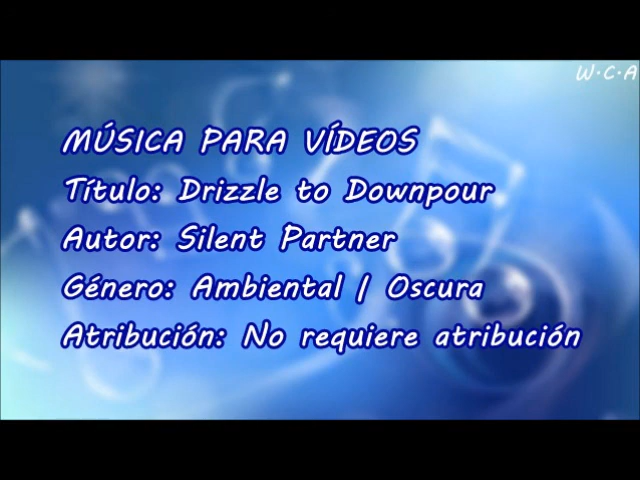 W·C·A
MÚSICA PARA VÍDEOS
Título: Drizzle to Downpour
Autor: Silent Partner
Género: Ambiental / Oscura
Atribución: No requiere atribución